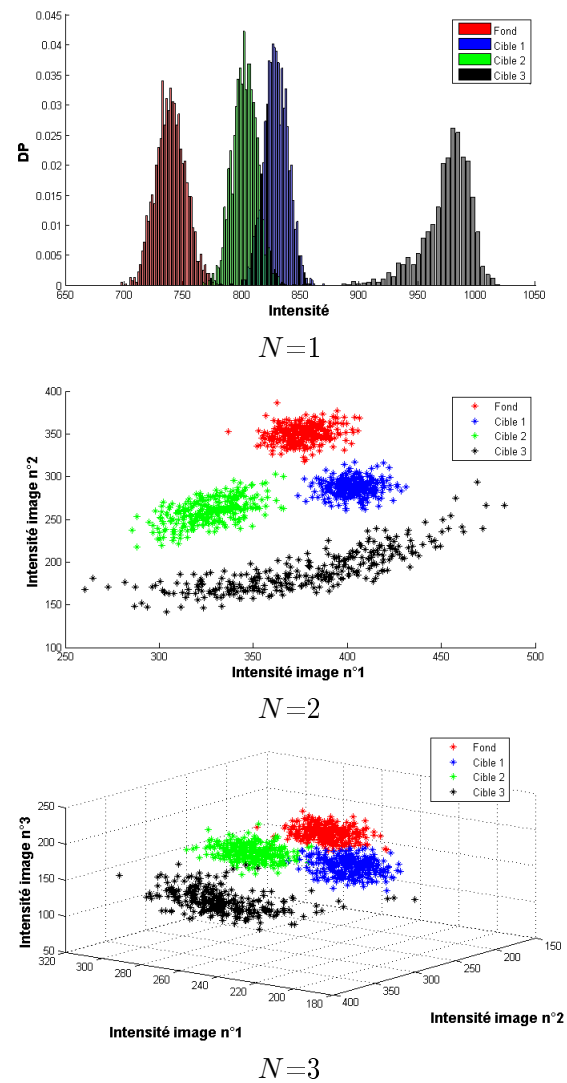 0.045
0.04
0.035
0.03
0.025
0.02
0.015
0.01
0.005
0
DP
Fond
Cible 1
Cible 2
Cible 3
650 700 750 800 850 900 950 1000 1050
Intensité
N=1
400
350
300
250
200
150
100
Intensité image n°2
Fond
Cible 1
Cible 2
Cible 3
250 300 350 400 450 500
Intensité image n°1
N=2
Fond
Cible 1
Cible 2
Cible 3
250
200
150
100
50
Intensité image n°3
320 300 280 260 240 220 200 180
400 350 300 250 200 150
Intensité image n°1
Intensité image n°2
N=3